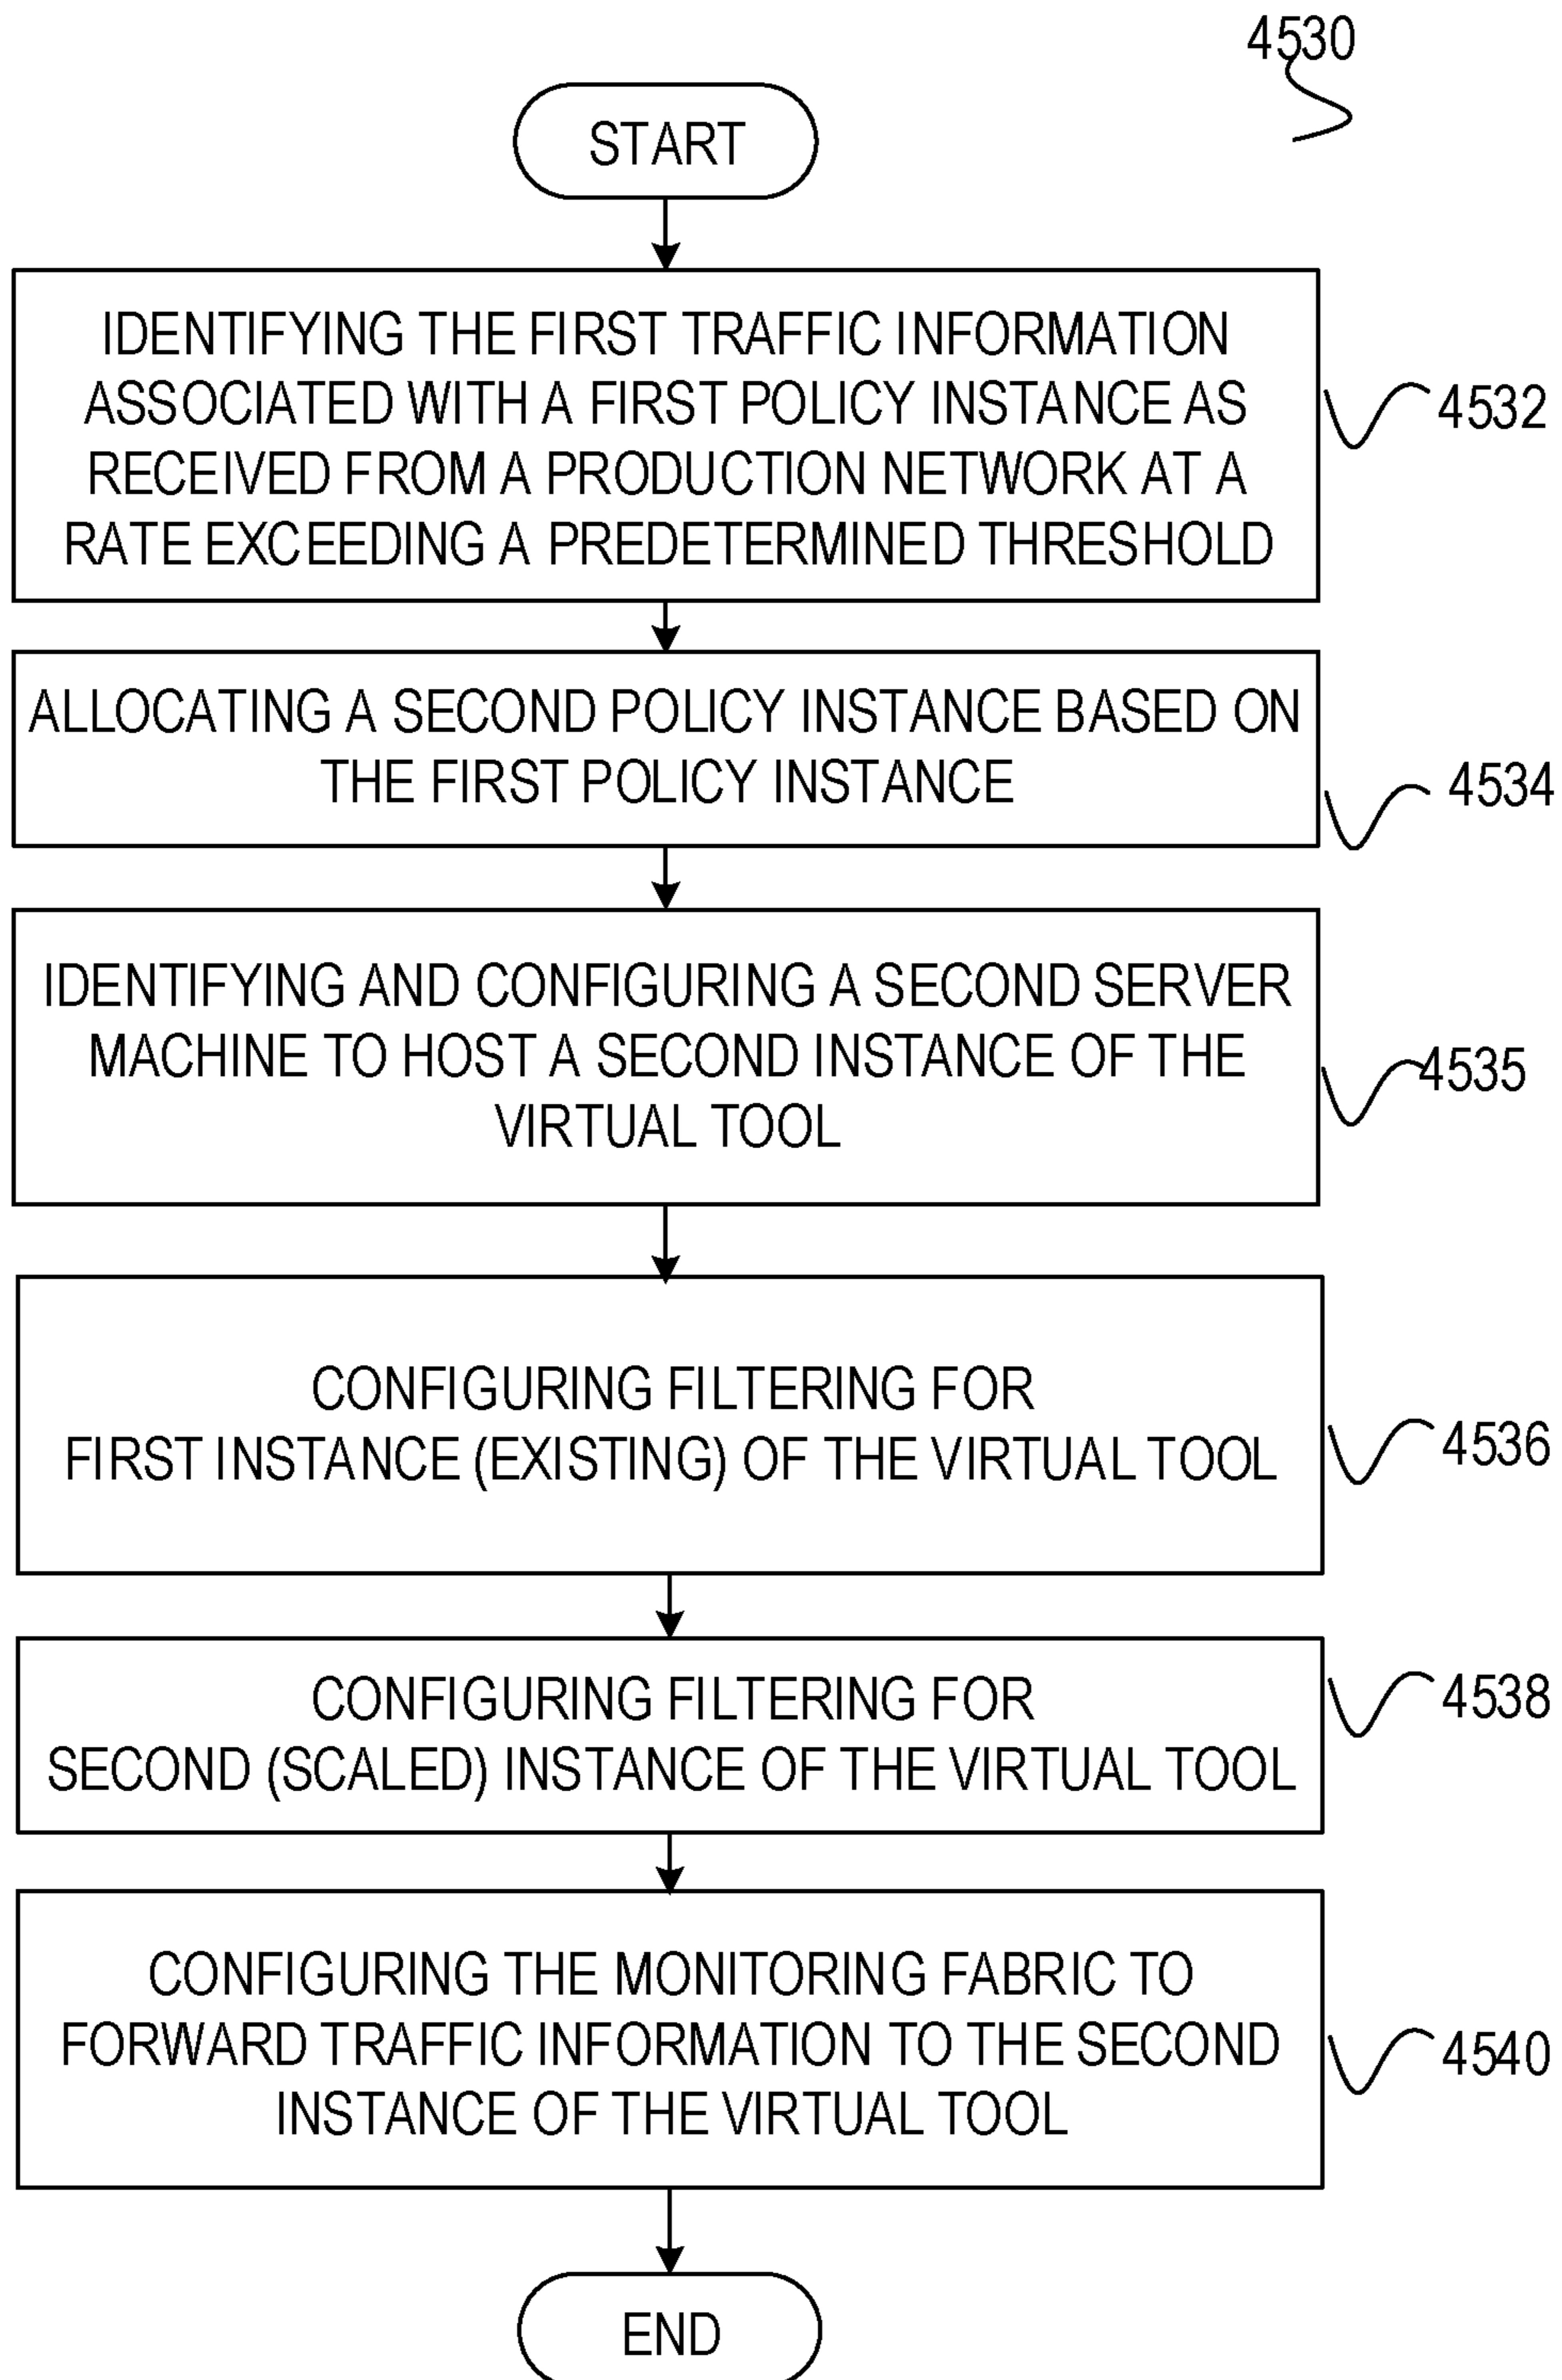 4530
START
IDENTIFYING THE FIRST TRAFFIC INFORMATION
ASSOCIATED WITH A FIRST POLICY INSTANCE AS
RECEIVED FROM A PRODUCTION NETWORK AT A
RATE EXCEEDING A PREDETERMINED THRESHOLD
4532
ALLOCATING A SECOND POLICY INSTANCE BASED ON
THE FIRST POLICY INSTANCE
4534
IDENTIFYING AND CONFIGURING A SECOND SERVER
MACHINE TO HOST A SECOND INSTANCE OF THE
VIRTUAL TOOL
4535
CONFIGURING FILTERING FOR
FIRST INSTANCE (EXISTING) OF THE VIRTUAL TOOL
4536
CONFIGURING FILTERING FOR
SECOND (SCALED) INSTANCE OF THE VIRTUAL TOOL
4538
CONFIGURING THE MONITORING FABRIC TO
FORWARD TRAFFIC INFORMATION TO THE SECOND
INSTANCE OF THE VIRTUAL TOOL
4540
END